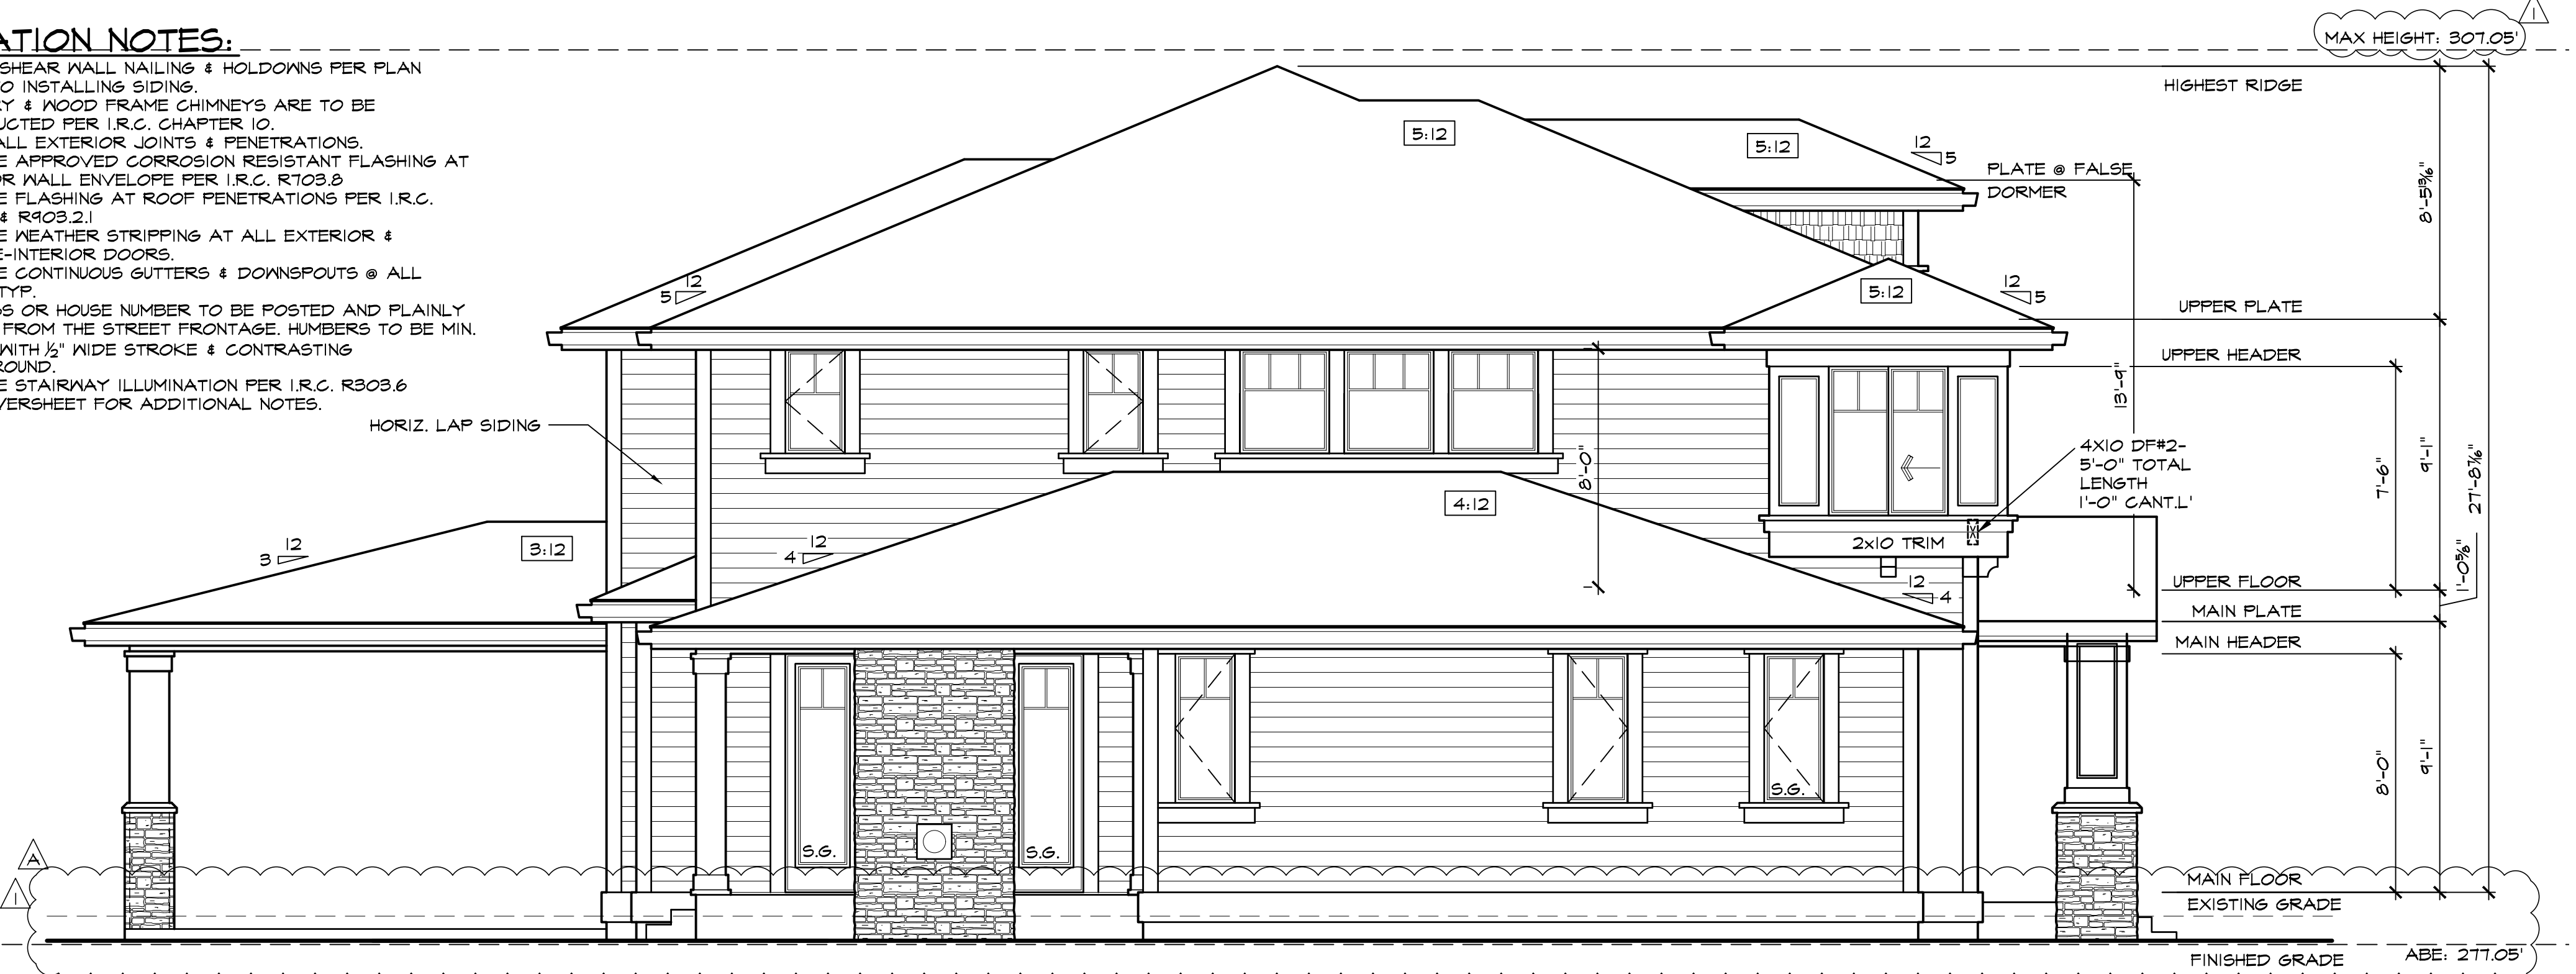 ATION NOTES:
SHEAR WALL NAILING & HOLDOWNS PER PLAN
O INSTALLING SIDING.
RY & WOOD FRAME CHIMNEYS ARE TO BE
UCTED PER I.R.C. CHAPTER 10.
ALL EXTERIOR JOINTS & PENETRATIONS.
E APPROVED CORROSION RESISTANT FLASHING AT
OR WALL ENVELOPE PER I.R.C. R703.8
E FLASHING AT ROOF PENETRATIONS PER I.R.C.
& R903.2.1
E WEATHER STRIPPING AT ALL EXTERIOR &
E-INTERIOR DOORS.
E CONTINUOUS GUTTERS & DOWNSPOUTS @ ALL
TYP.
SS OR HOUSE NUMBER TO BE POSTED AND PLAINLY
FROM THE STREET FRONTAGE. HUMBERS TO BE MIN.
WITH ½" WIDE STROKE & CONTRASTING
ROUND.
E STAIRWAY ILLUMINATION PER I.R.C. R303.6
VERSHEET FOR ADDITIONAL NOTES.
HORIZ. LAP SIDING
1
MAX HEIGHT: 307.05'
HIGHEST RIDGE
5:12
5:12
12
5
PLATE @ FALSE
DORMER
8'-5 13/16"
12
5
5:12
12
5
UPPER PLATE
UPPER HEADER
13'-9"
8'-0"
4X10 DF#2-
5'-0" TOTAL
LENGTH
1'-0" CANT.L'
7'-6"
9'-1"
27'-8 7/16"
4:12
2x10 TRIM
12
3
3:12
12
4
12
4
UPPER FLOOR
1'-0 5/8"
MAIN PLATE
MAIN HEADER
8'-0"
9'-1"
S.G.
S.G.
S.G.
A
1
MAIN FLOOR
EXISTING GRADE
FINISHED GRADE
ABE: 277.05'